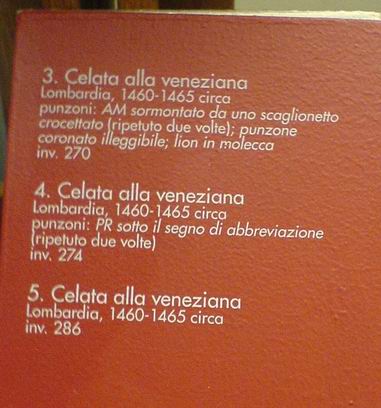 3. Celata alla veneziana
Lombardia, 1460-1465 circa
punzoni: AM sormontato da uno scaglionetto
crocettato (ripetuto due volte); punzone
coronato illeggibile; lion in molecca
inv. 270
4. Celata alla veneziana
Lombardia, 1460-1465 circa
punzoni: PR sotto il segno di abbreviazione
(ripetuto due volte)
inv. 274
5. Celata alla veneziana
Lombardia, 1460-1465 circa
inv. 286